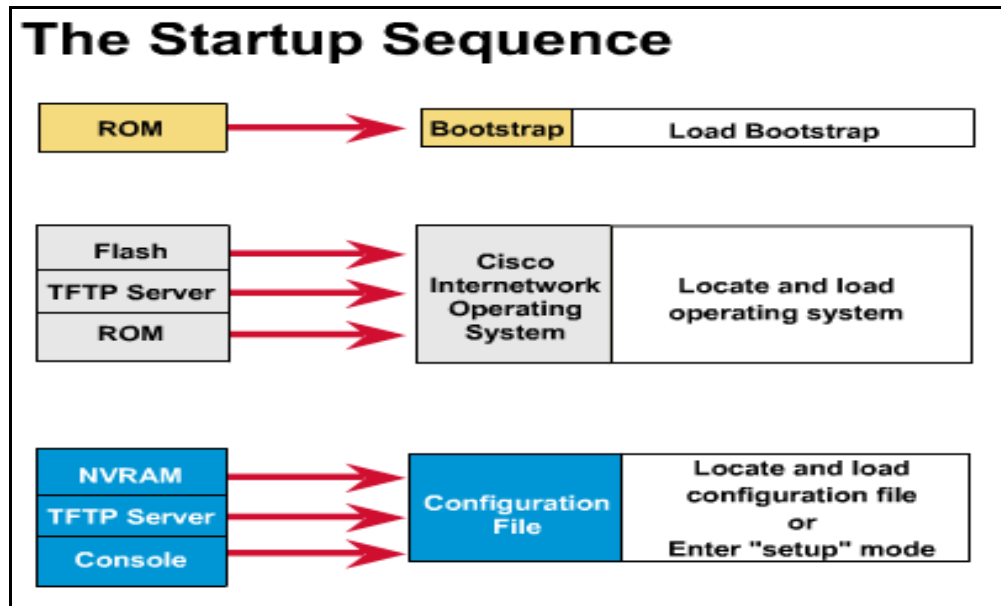 The Startup Sequence
ROM
Bootstrap
Load Bootstrap
Flash
TFTP Server
ROM
Cisco
Internetwork
Operating
System
Locate and load
operating system
NVRAM
TFTP Server
Console
Configuration
File
Locate and load
configuration file
or
Enter "setup" mode